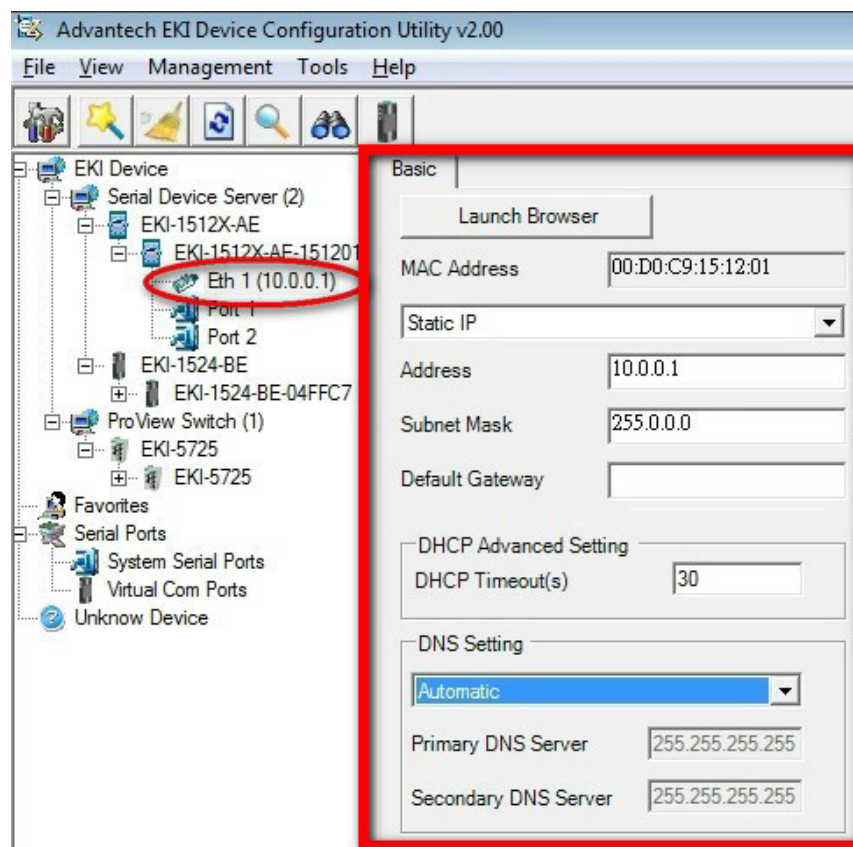 Advantech EKI Device Configuration Utility v2.00
File View Management Tools Help
EKI Device
Serial Device Server (2)
EKI-1512X-AE
EKI-1512X-AE-151201
Eth 1 (10.0.0.1)
Port 1
Port 2
EKI-1524-BE
EKI-1524-BE-04FFC7
ProView Switch (1)
EKI-5725
EKI-5725
Favorites
Serial Ports
System Serial Ports
Virtual Com Ports
Unknow Device
Basic
Launch Browser
MAC Address 00:D0:C9:15:12:01
Static IP
Address 10.0.0.1
Subnet Mask 255.0.0.0
Default Gateway
DHCP Advanced Setting
DHCP Timeout(s) 30
DNS Setting
Automatic
Primary DNS Server 255.255.255.255
Secondary DNS Server 255.255.255.255